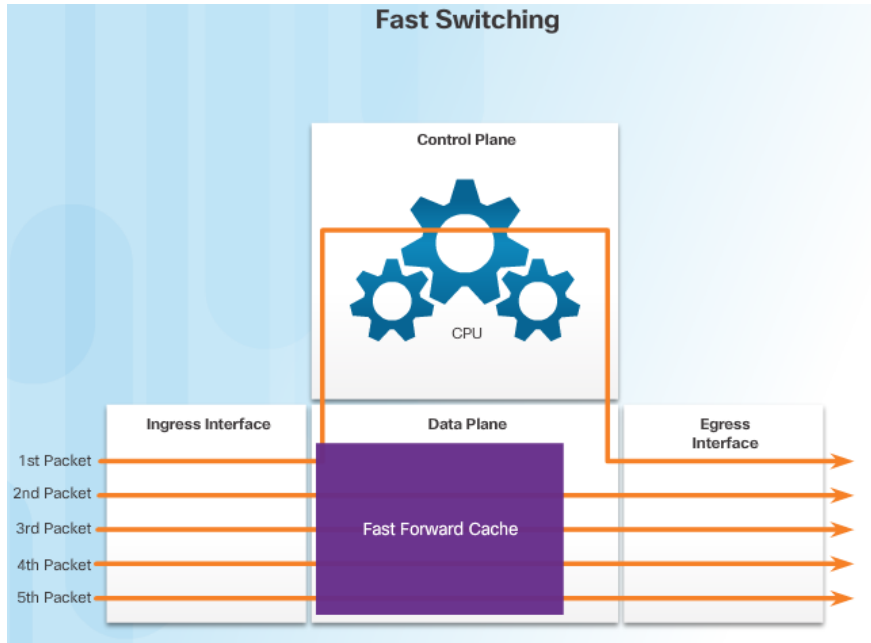 Fast Switching
Control Plane
CPU
Ingress Interface
Data Plane
Egress
Interface
1st Packet
2nd Packet
3rd Packet
4th Packet
5th Packet
Fast Forward Cache